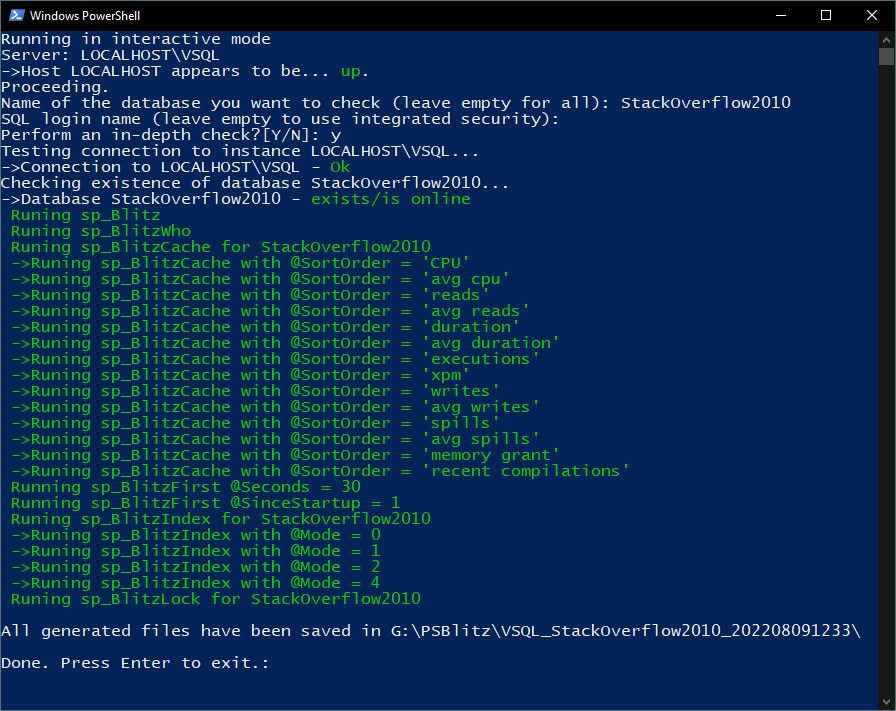 Windows PowerShell
Running in interactive mode
Server: LOCALHOST\VSQL
->Host LOCALHOST appears to be... up.
Proceeding.
Name of the database you want to check (leave empty for all): StackOverflow2010
SQL login name (leave empty to use integrated security):
Perform an in-depth check?[Y/N]: y
Testing connection to instance LOCALHOST\VSQL...
->Connection to LOCALHOST\VSQL - Ok
Checking existence of database StackOverflow2010...
->Database StackOverflow2010 - exists/is online
Runing sp_Blitz
Runing sp_BlitzWho
Runing sp_BlitzCache for StackOverflow2010
->Runing sp_BlitzCache with @SortOrder = 'CPU'
->Runing sp_BlitzCache with @SortOrder = 'avg cpu'
->Runing sp_BlitzCache with @SortOrder = 'reads'
->Runing sp_BlitzCache with @SortOrder = 'avg reads'
->Runing sp_BlitzCache with @SortOrder = 'duration'
->Runing sp_BlitzCache with @SortOrder = 'avg duration'
->Runing sp_BlitzCache with @SortOrder = 'executions'
->Runing sp_BlitzCache with @SortOrder = 'xpm'
->Runing sp_BlitzCache with @SortOrder = 'writes'
->Runing sp_BlitzCache with @SortOrder = 'avg writes'
->Runing sp_BlitzCache with @SortOrder = 'spills'
->Runing sp_BlitzCache with @SortOrder = 'avg spills'
->Runing sp_BlitzCache with @SortOrder = 'memory grant'
->Runing sp_BlitzCache with @SortOrder = 'recent compilations'
Running sp_BlitzFirst @Seconds = 30
Running sp_BlitzFirst @SinceStartup = 1
Runing sp_BlitzIndex for StackOverflow2010
->Runing sp_BlitzIndex with @Mode = 0
->Runing sp_BlitzIndex with @Mode = 1
->Runing sp_BlitzIndex with @Mode = 2
->Runing sp_BlitzIndex with @Mode = 4
Runing sp_BlitzLock for StackOverflow2010
All generated files have been saved in G:\PSBlitz\VSQL_StackOverflow2010_202208091233\
Done. Press Enter to exit.: